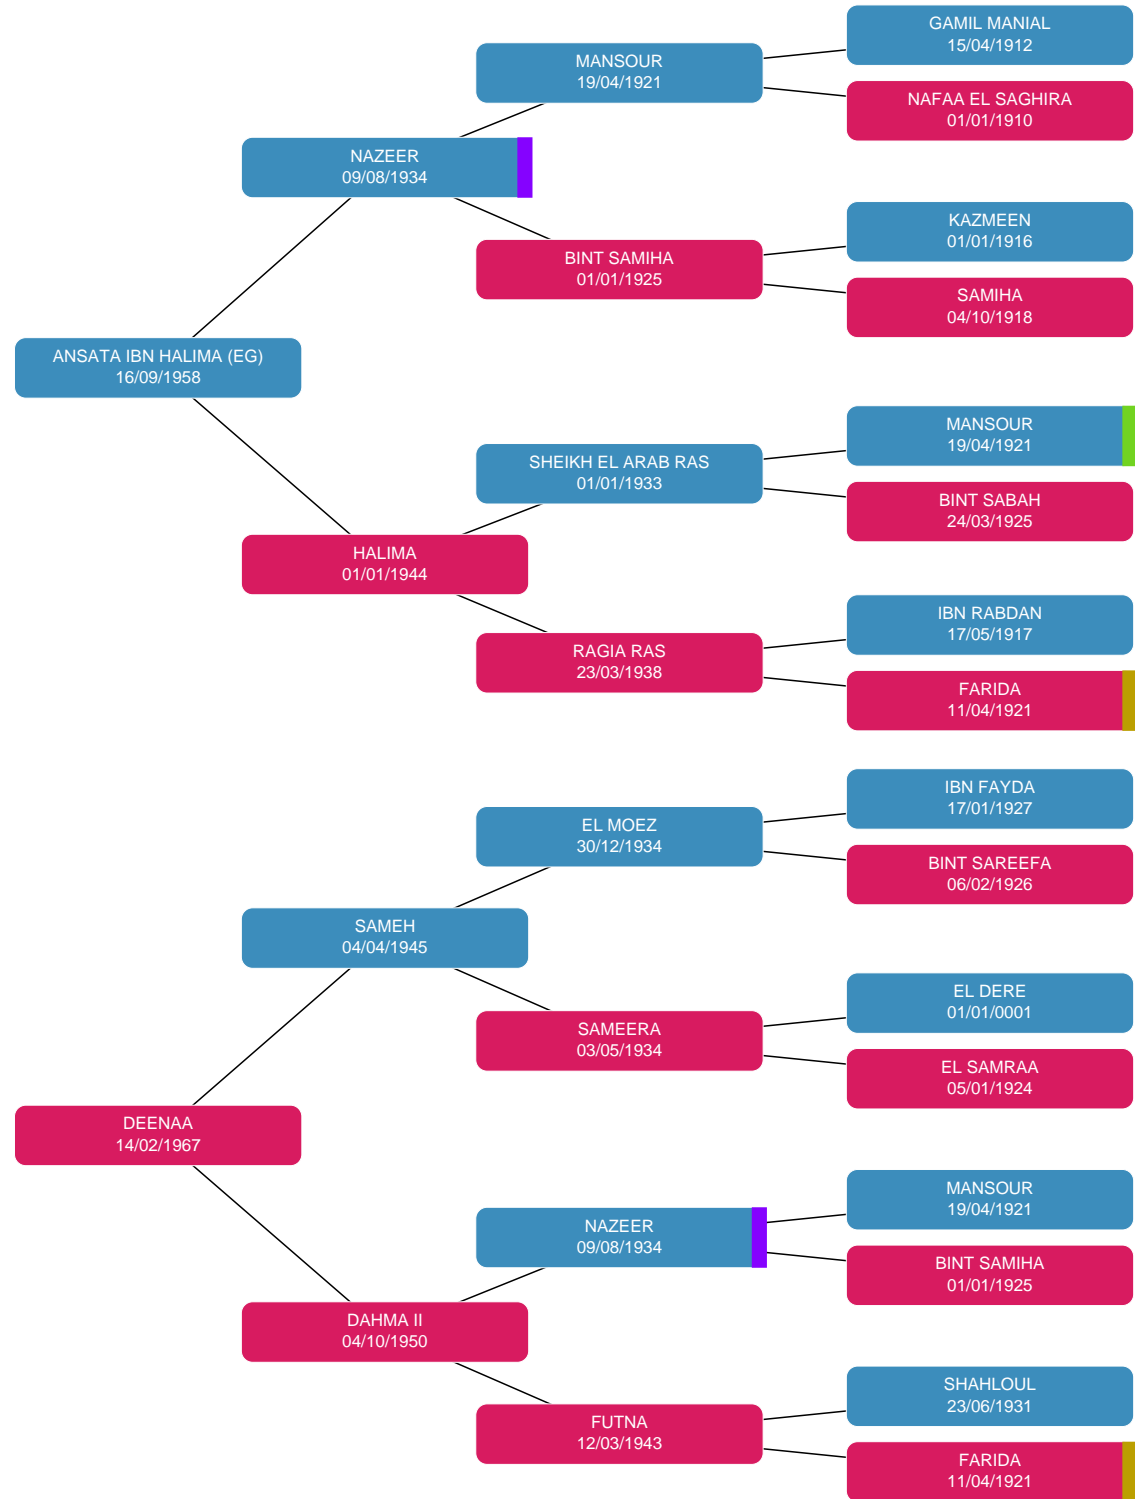 GAMIL MANIAL
15/04/1912
MANSOUR
19/04/1921
NAFAA EL SAGHIRA
01/01/1910
NAZEER
09/08/1934
KAZMEEN
01/01/1916
BINT SAMIHA
01/01/1925
SAMIHA
04/10/1918
ANSATA IBN HALIMA (EG)
16/09/1958
MANSOUR
19/04/1921
SHEIKH EL ARAB RAS
01/01/1933
BINT SABAH
24/03/1925
HALIMA
01/01/1944
IBN RABDAN
17/05/1917
RAGIA RAS
23/03/1938
FARIDA
11/04/1921
IBN FAYDA
17/01/1927
EL MOEZ
30/12/1934
BINT SAREEFA
06/02/1926
SAMEH
04/04/1945
EL DERE
01/01/0001
SAMEERA
03/05/1934
EL SAMRAA
05/01/1924
DEENAA
14/02/1967
MANSOUR
19/04/1921
NAZEER
09/08/1934
BINT SAMIHA
01/01/1925
DAHMA II
04/10/1950
SHAHLOUL
23/06/1931
FUTNA
12/03/1943
FARIDA
11/04/1921